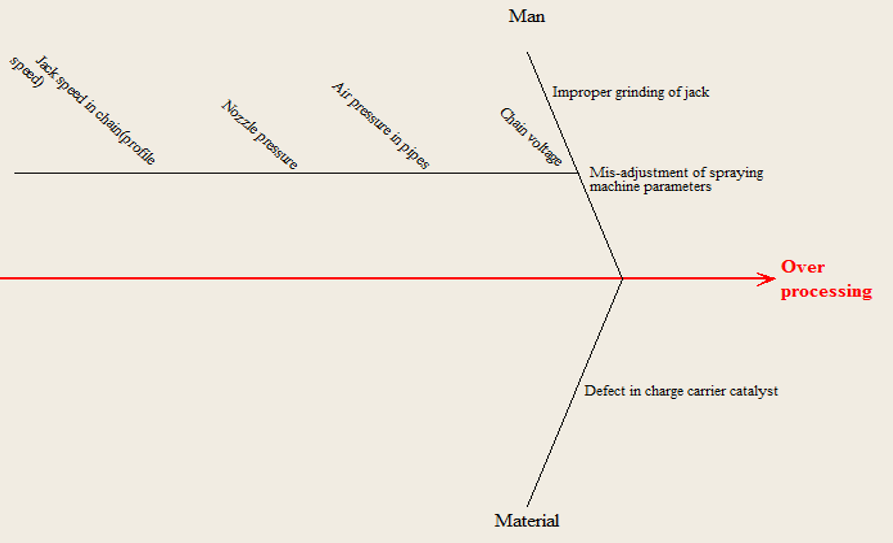 Man
Improper grinding of jack
Jack speed in chain(profile
speed)
Nozzle pressure
Air pressure in pipes
Chain voltage
Mis-adjustment of spraying
machine parameters
Over
processing
Defect in charge carrier catalyst
Material